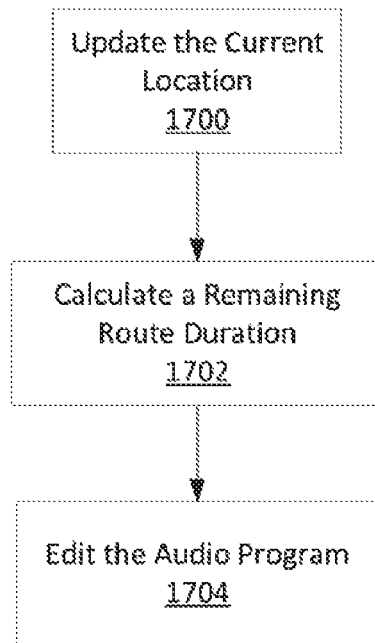 Update the Current
Location
1700
Calculate a Remaining
Route Duration
1702
Edit the Audio Program
1704